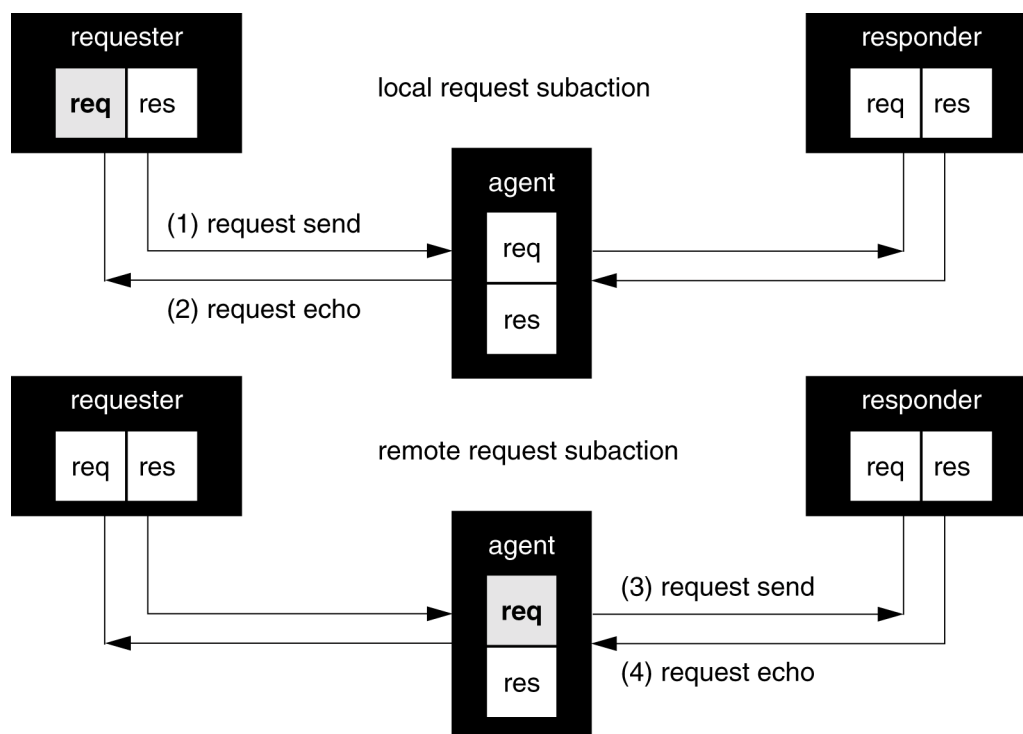 requester
responder
req res
local request subaction
req res
agent
(1) request send
req
(2) request echo
res
requester
responder
req res
remote request subaction
req res
agent
(3) request send
req
(4) request echo
res